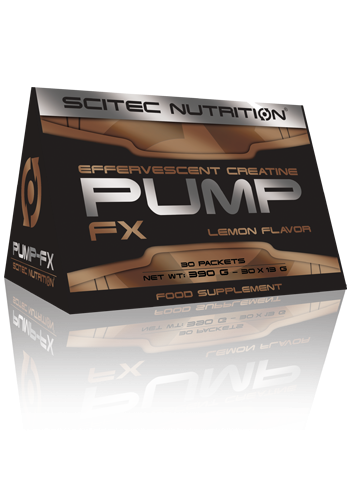 SCITEC NUTRITION®
EFFERVESCENT CREATINE
PUMP
FX
LEMON FLAVOR
30 PACKETS
NET WT: 390 G - 30 X 13 G
FOOD SUPPLEMENT
PUMP-FX
SCITEC NUTRITION